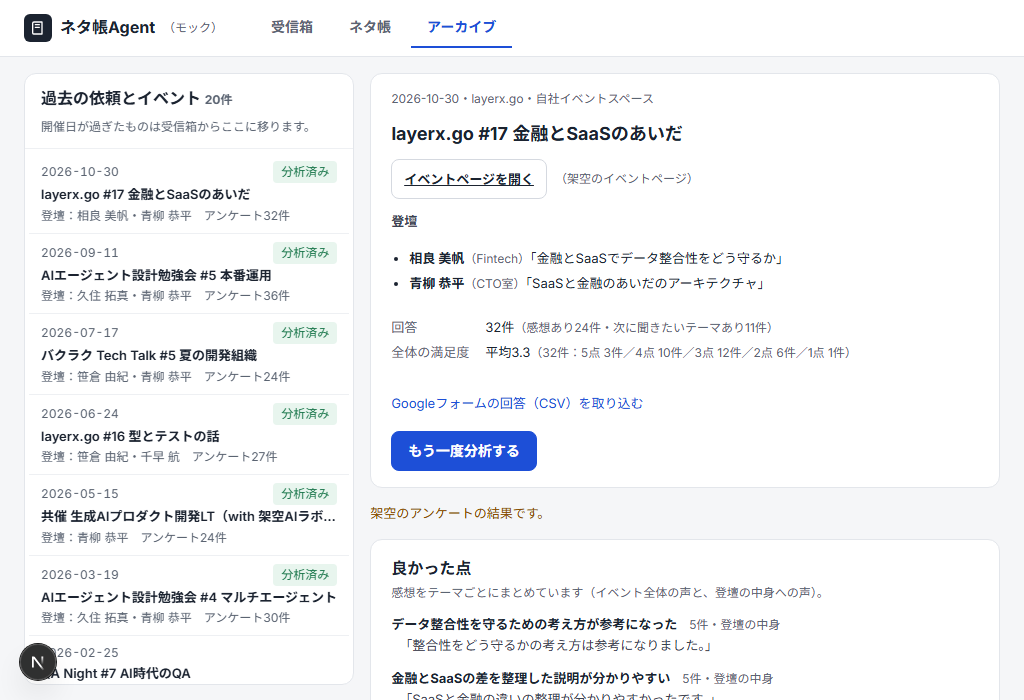 ネタ帳Agent （モック） 受信箱 ネタ帳 アーカイブ
過去の依頼とイベント 20件
開催日が過ぎたものは受信箱からここに移ります。
2026-10-30 分析済み
layerx.go #17 金融とSaaSのあいだ
登壇：相良 美帆・青柳 恭平 アンケート32件
2026-09-11 分析済み
AIエージェント設計勉強会 #5 本番運用
登壇：久住 拓真・青柳 恭平 アンケート36件
2026-07-17 分析済み
バクラク Tech Talk #5 夏の開発組織
登壇：笹倉 由紀・青柳 恭平 アンケート24件
2026-06-24 分析済み
layerx.go #16 型とテストの話
登壇：笹倉 由紀・千早 航 アンケート27件
2026-05-15 分析済み
共催 生成AIプロダクト開発LT（with 架空AIラボ...
登壇：青柳 恭平 アンケート24件
2026-03-19 分析済み
AIエージェント設計勉強会 #4 マルチエージェント
登壇：久住 拓真・青柳 恭平 アンケート30件
26-02-25
Night #7 AI時代のQA
N
2026-10-30・layerx.go・自社イベントスペース
layerx.go #17 金融とSaaSのあいだ
イベントページを開く （架空のイベントページ）
登壇
• 相良 美帆（Fintech）「金融とSaaSでデータ整合性をどう守るか」
• 青柳 恭平（CTO室）「SaaSと金融のあいだのアーキテクチャ」
回答 32件（感想あり24件・次に聞きたいテーマあり11件）
全体の満足度 平均3.3（32件：5点 3件／4点 10件／3点 12件／2点 6件／1点 1件）
Googleフォームの回答（CSV）を取り込む
もう一度分析する
架空のアンケートの結果です。
良かった点
感想をテーマごとにまとめています（イベント全体の声と、登壇の中身への声）。
データ整合性を守るための考え方が参考になった 5件・登壇の中身
「整合性をどう守るかの考え方は参考になりました。」
金融とSaaSの差を整理した説明が分かりやすい 5件・登壇の中身
「SaaSと金融の違いの整理が分かりやすかったです。」